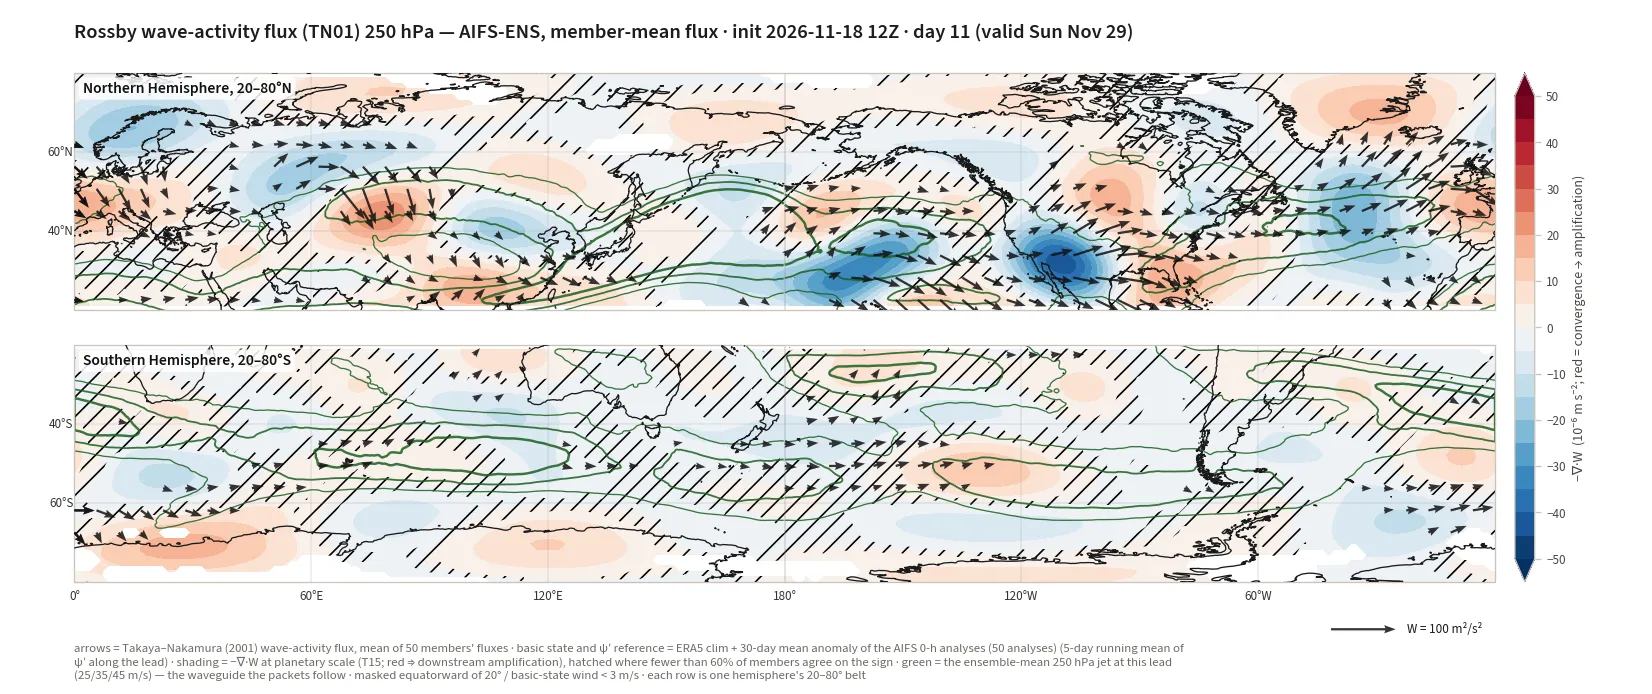 Rossby wave-activity flux (TN01) 250 hPa — AIFS-ENS, member-mean flux · init 2026-11-18 12Z · day 11 (valid Sun Nov 29)
Northern Hemisphere, 20–80°N
60°N
40°N
Southern Hemisphere, 20–80°S
40°S
60°S
0°
60°E
120°E
180°
120°W
60°W
50
40
30
20
10
0
−10
−20
−30
−40
−50
−∇·W (10⁻⁶ m s⁻²; red = convergence → amplification)
W = 100 m²/s²
arrows = Takaya–Nakamura (2001) wave-activity flux, mean of 50 members' fluxes · basic state and ψ' reference = ERA5 clim + 30-day mean anomaly of the AIFS 0-h analyses (50 analyses) (5-day running mean of
ψ' along the lead) · shading = −∇·W at planetary scale (T15; red ⇒ downstream amplification), hatched where fewer than 60% of members agree on the sign · green = the ensemble-mean 250 hPa jet at this lead
(25/35/45 m/s) — the waveguide the packets follow · masked equatorward of 20° / basic-state wind < 3 m/s · each row is one hemisphere's 20–80° belt